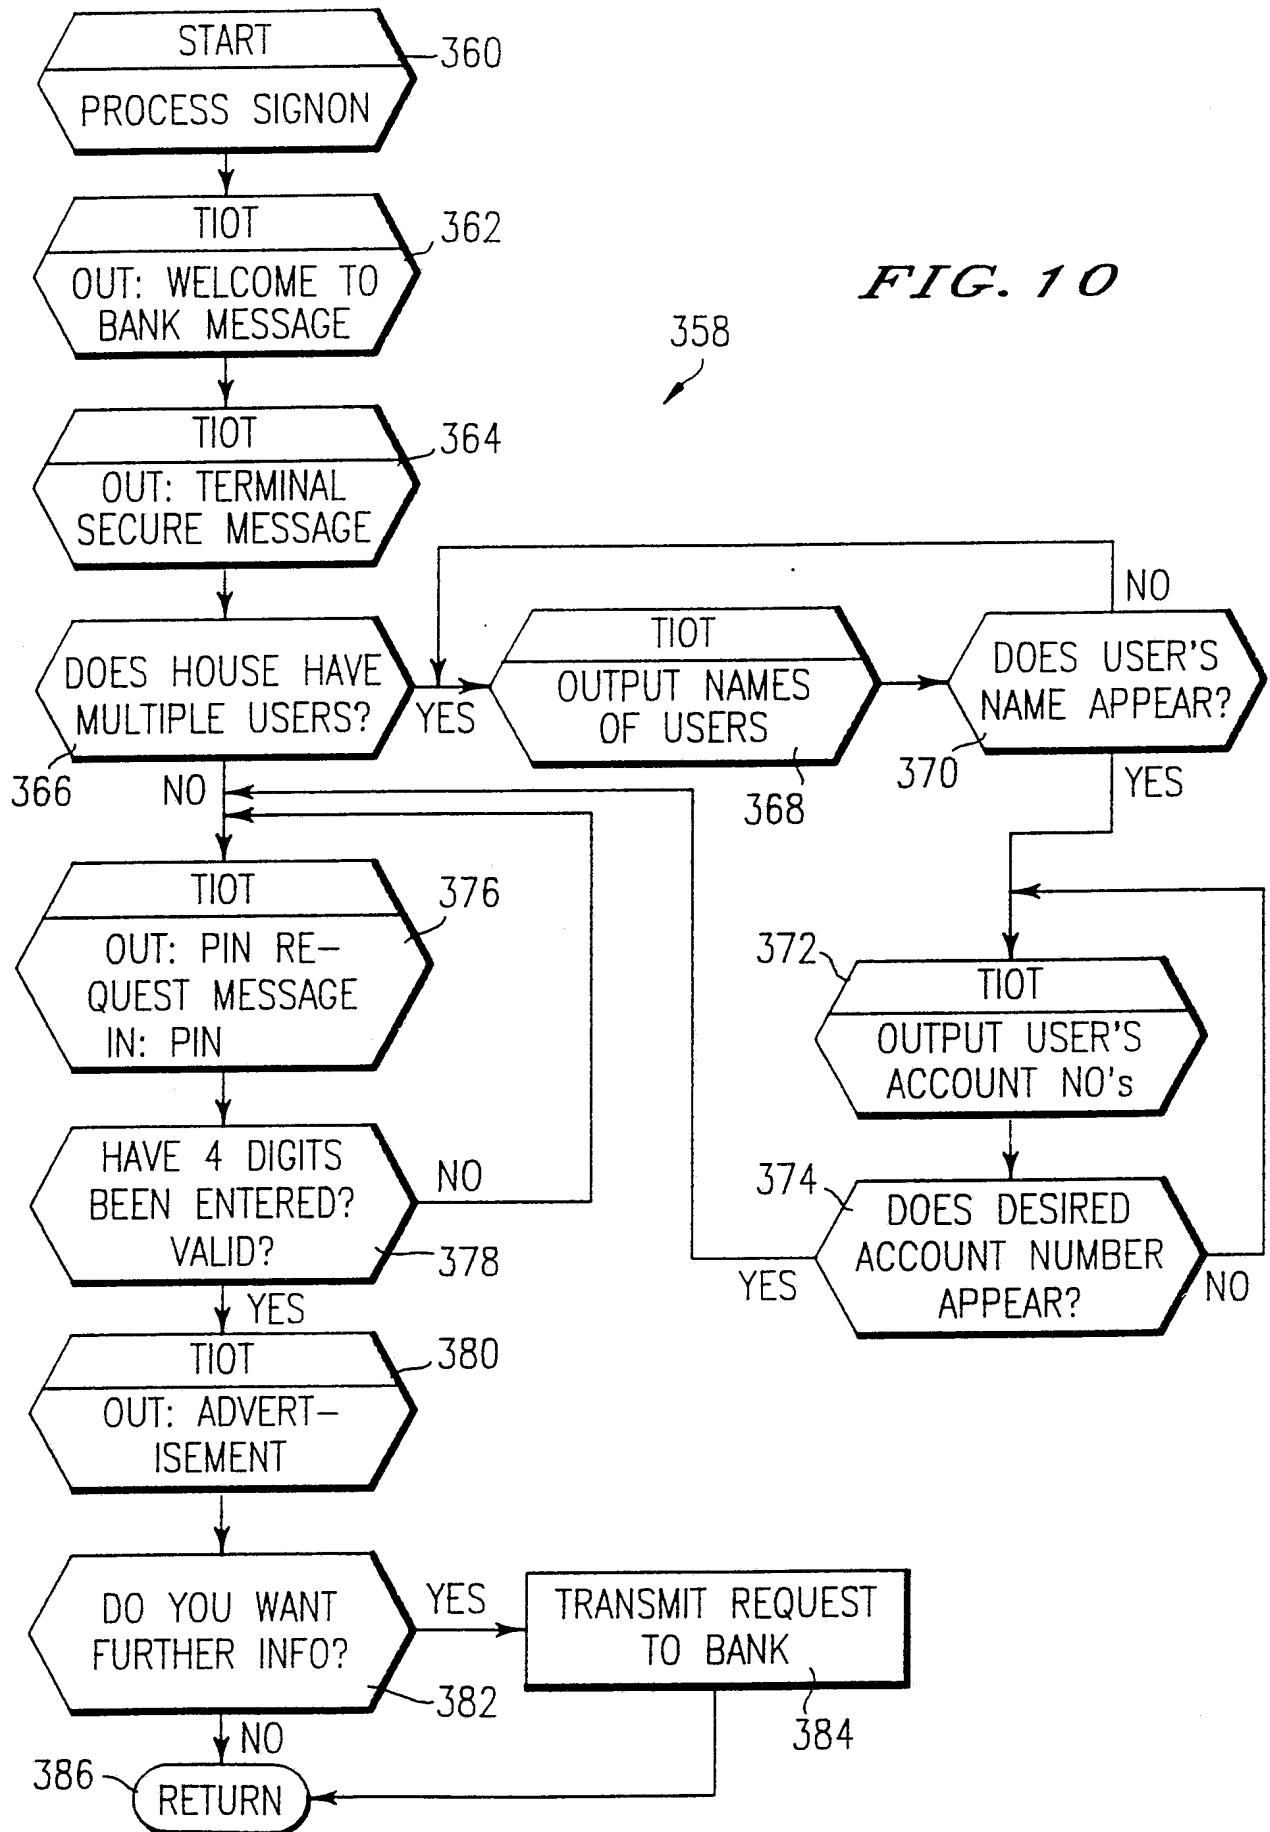 START
360
PROCESS SIGNON
TIOT
362
OUT: WELCOME TO
BANK MESSAGE
FIG. 10
358
TIOT
364
OUT: TERMINAL
SECURE MESSAGE
DOES HOUSE HAVE
MULTIPLE USERS?
366
YES
NO
TIOT
OUTPUT NAMES
OF USERS
368
NO
DOES USER'S
NAME APPEAR?
370
YES
372
TIOT
OUTPUT USER'S
ACCOUNT NO's
374
DOES DESIRED
ACCOUNT NUMBER
APPEAR?
YES
NO
TIOT
376
OUT: PIN RE-
QUEST MESSAGE
IN: PIN
HAVE 4 DIGITS
BEEN ENTERED?
VALID?
NO
378
YES
TIOT
380
OUT: ADVERT-
ISEMENT
DO YOU WANT
FURTHER INFO?
YES
382
TRANSMIT REQUEST
TO BANK
384
NO
386
RETURN